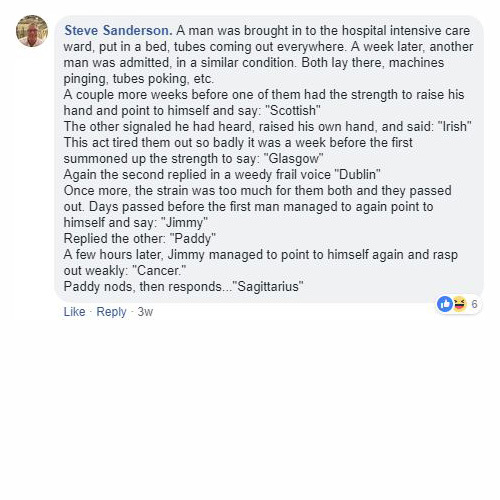 Steve Sanderson. A man was brought in to the hospital intensive care
ward, put in a bed, tubes coming out everywhere. A week later, another
man was admitted, in a similar condition. Both lay there, machines
pinging, tubes poking, etc.
A couple more weeks before one of them had the strength to raise his
hand and point to himself and say: "Scottish"
The other signaled he had heard, raised his own hand, and said: "Irish"
This act tired them out so badly it was a week before the first
summoned up the strength to say: "Glasgow"
Again the second replied in a weedy frail voice "Dublin"
Once more, the strain was too much for them both and they passed
out. Days passed before the first man managed to again point to
himself and say: "Jimmy"
Replied the other: "Paddy"
A few hours later, Jimmy managed to point to himself again and rasp
out weakly: "Cancer."
Paddy nods, then responds..."Sagittarius"
Like · Reply · 3w
6